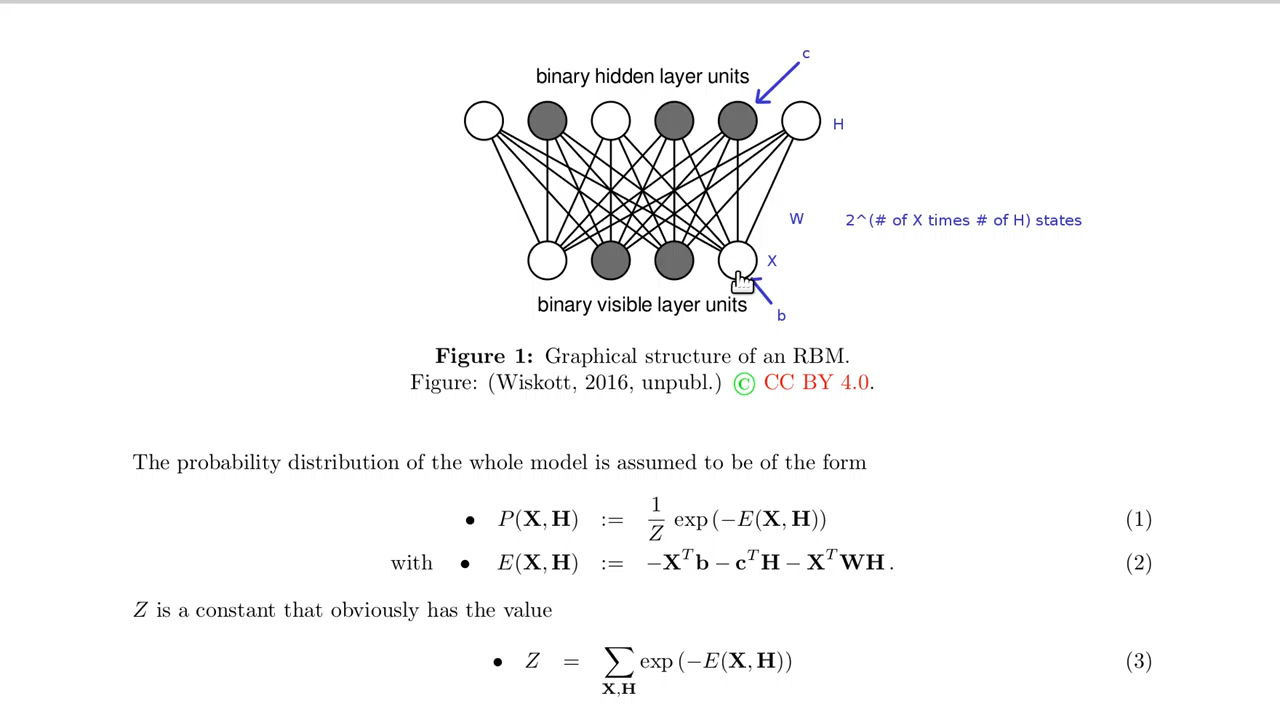 c
binary hidden layer units
H
W 2^(# of X times # of H) states
X
binary visible layer units
b
Figure 1: Graphical structure of an RBM.
Figure: (Wiskott, 2016, unpubl.) © CC BY 4.0.
The probability distribution of the whole model is assumed to be of the form
• P(X, H) := 1/Z exp (−E(X, H)) (1)
with • E(X, H) := −X^T b − c^T H − X^T WH . (2)
Z is a constant that obviously has the value
• Z = ∑_{X,H} exp (−E(X, H)) (3)